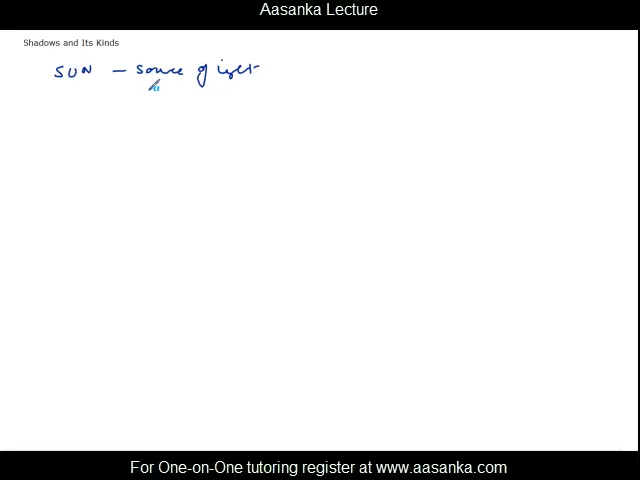 Aasanka Lecture
Shadows and Its Kinds
SUN – source of light
For One-on-One tutoring register at www.aasanka.com